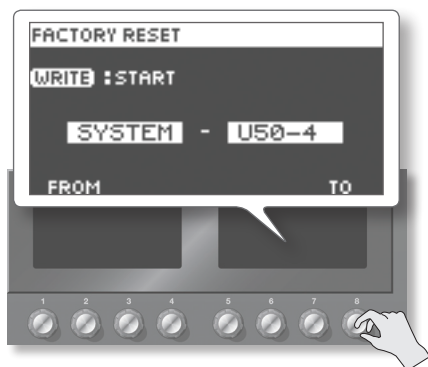 FACTORY RESET
WRITE :START
SYSTEM - U50-4
FROM TO
1 2 3 4 5 6 7 8